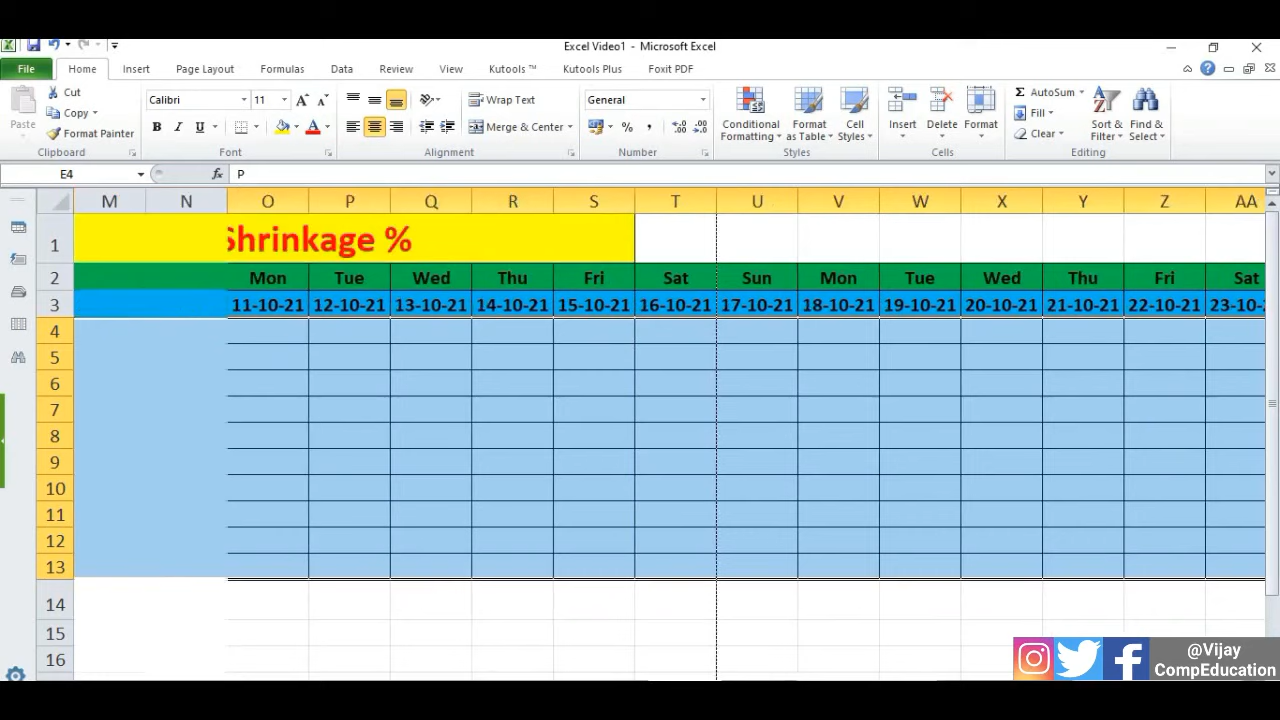 Excel Video1 - Microsoft Excel
File Home Insert Page Layout Formulas Data Review View Kutools ™ Kutools Plus Foxit PDF
Cut
Copy
Format Painter
Paste
Clipboard
Calibri 11
B I U
Font
Wrap Text
Merge & Center
Alignment
General
Number
Conditional Formatting
Format as Table
Cell Styles
Styles
Insert Delete Format
Cells
AutoSum
Fill
Clear
Sort & Filter
Find & Select
Editing
E4 fx P
M N O P Q R S T U V W X Y Z AA
1 Shrinkage %
2 Mon Tue Wed Thu Fri Sat Sun Mon Tue Wed Thu Fri Sat
3 11-10-21 12-10-21 13-10-21 14-10-21 15-10-21 16-10-21 17-10-21 18-10-21 19-10-21 20-10-21 21-10-21 22-10-21 23-10-
4
5
6
7
8
9
10
11
12
13
14
15
16
@Vijay
CompEducation